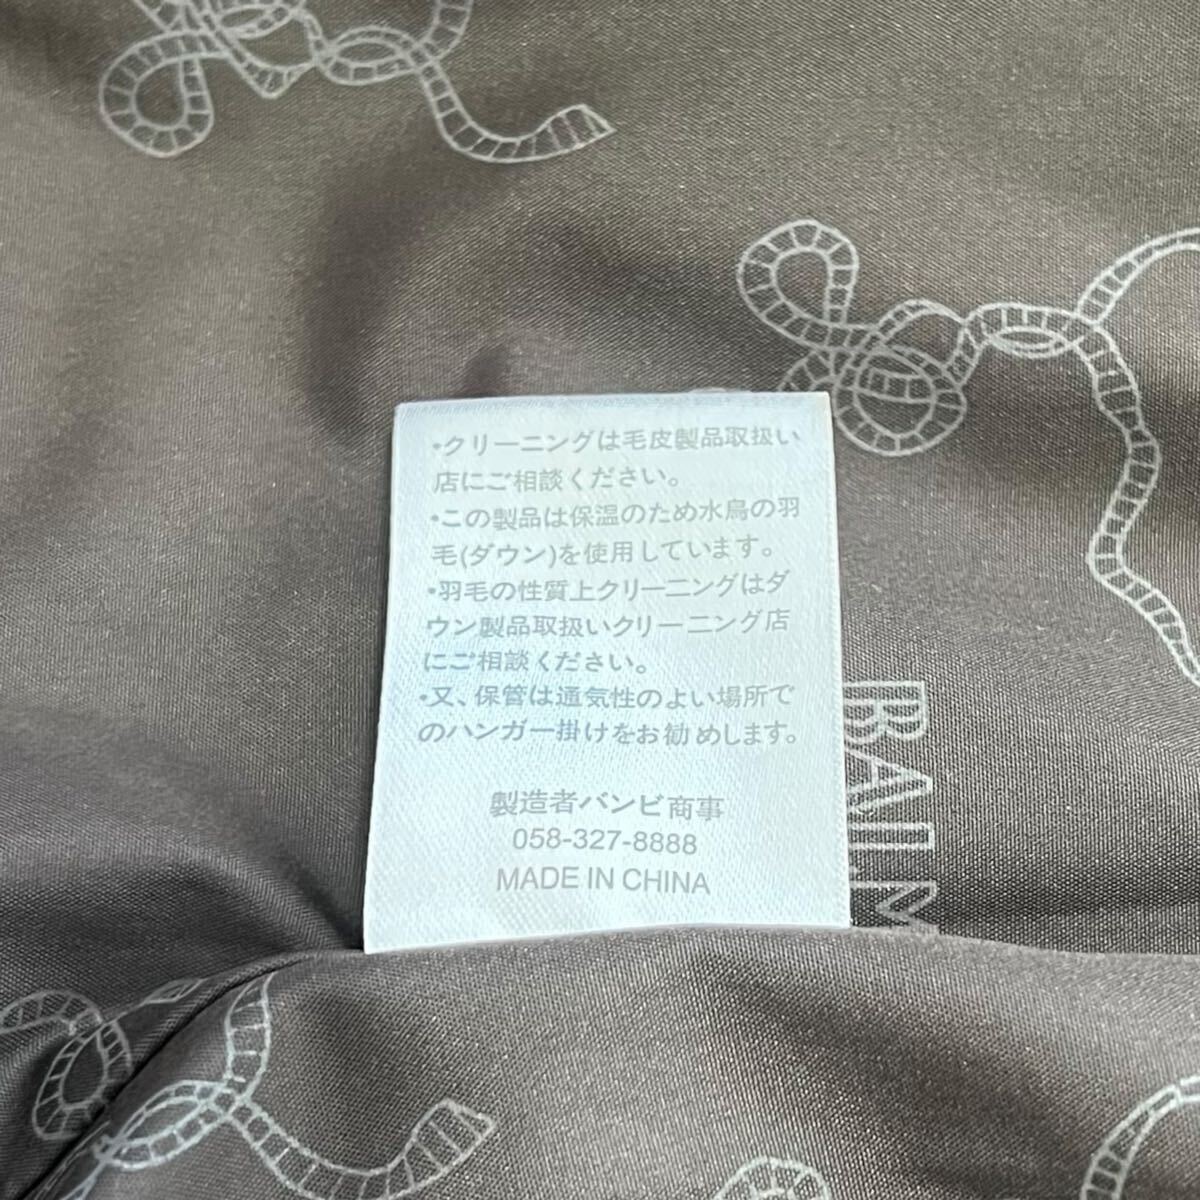 ・クリーニングは毛皮製品取扱い
店にご相談ください。
・この製品は保温のため水鳥の羽
毛(ダウン)を使用しています。
・羽毛の性質上クリーニングはダ
ウン製品取扱いクリーニング店
にご相談ください。
・又、保管は通気性のよい場所で
のハンガー掛けをお勧めします。
製造者バンビ商事
058-327-8888
MADE IN CHINA
BALM